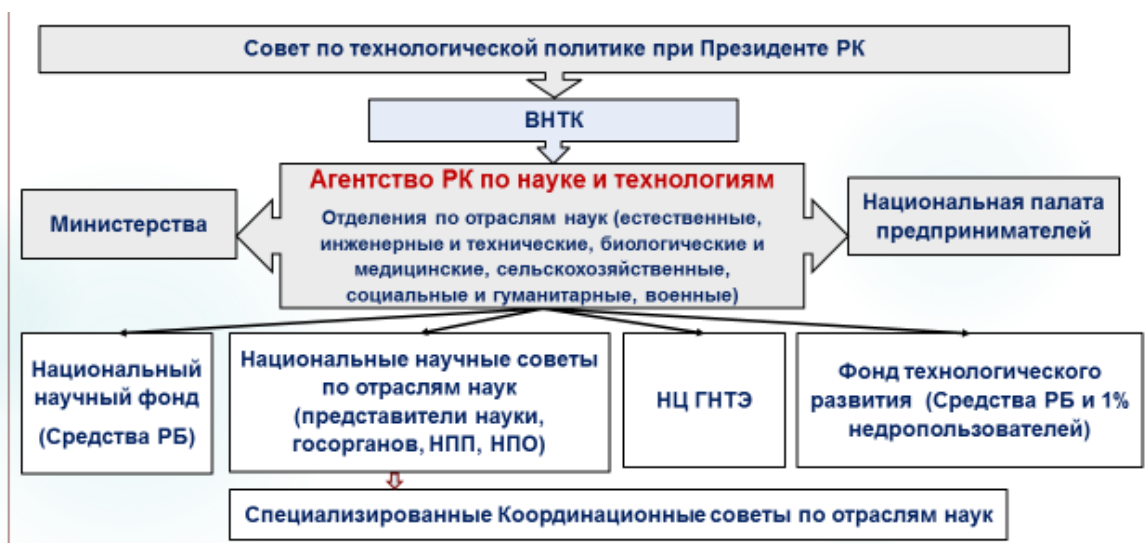 Совет по технологической политике при Президенте РК
ВНТК
Агентство РК по науке и технологиям
Отделения по отраслям наук (естественные,
инженерные и технические, биологические и
медицинские, сельскохозяйственные,
социальные и гуманитарные, военные)
Министерства
Национальная палата
предпринимателей
Национальный
научный фонд
(Средства РБ)
Национальные научные советы
по отраслям наук
(представители науки,
госорганов, НПП, НПО)
НЦ ГНТЭ
Фонд технологического
развития (Средства РБ и 1%
недропользователей)
Специализированные Координационные советы по отраслям наук